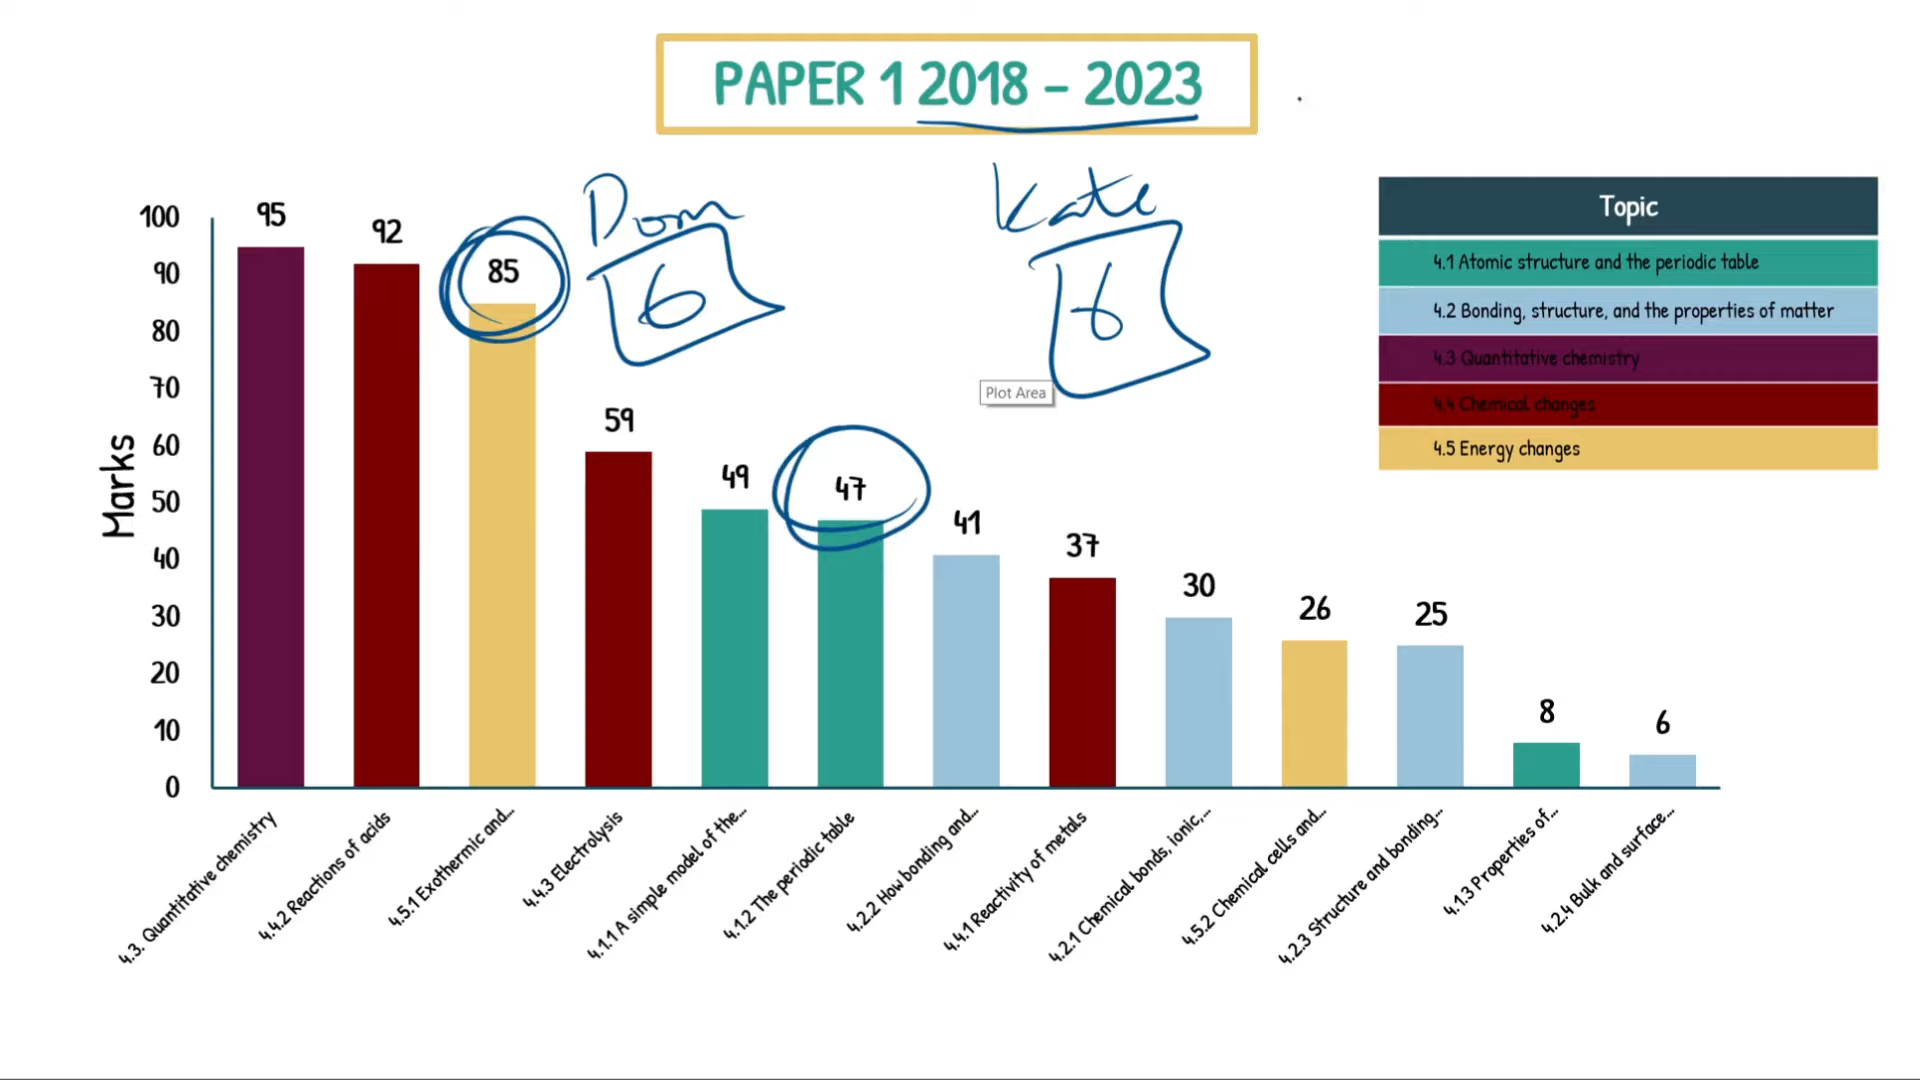 PAPER 1 2018 – 2023
Dom
6
Kate
6
Plot Area
Topic
4.1 Atomic structure and the periodic table
4.2 Bonding, structure, and the properties of matter
4.3 Quantitative chemistry
4.4 Chemical changes
4.5 Energy changes
Marks
100
90
80
70
60
50
40
30
20
10
0
95
92
85
59
49
47
41
37
30
26
25
8
6
4.3. Quantitative chemistry
4.4.2 Reactions of acids
4.5.1 Exothermic and...
4.4.3 Electrolysis
4.1.1 A simple model of the...
4.1.2 The periodic table
4.2.2 How bonding and...
4.4.1 Reactivity of metals
4.2.1 Chemical bonds, ionic,...
4.5.2 Chemical cells and...
4.2.3 Structure and bonding...
4.1.3 Properties of...
4.2.4 Bulk and surface...